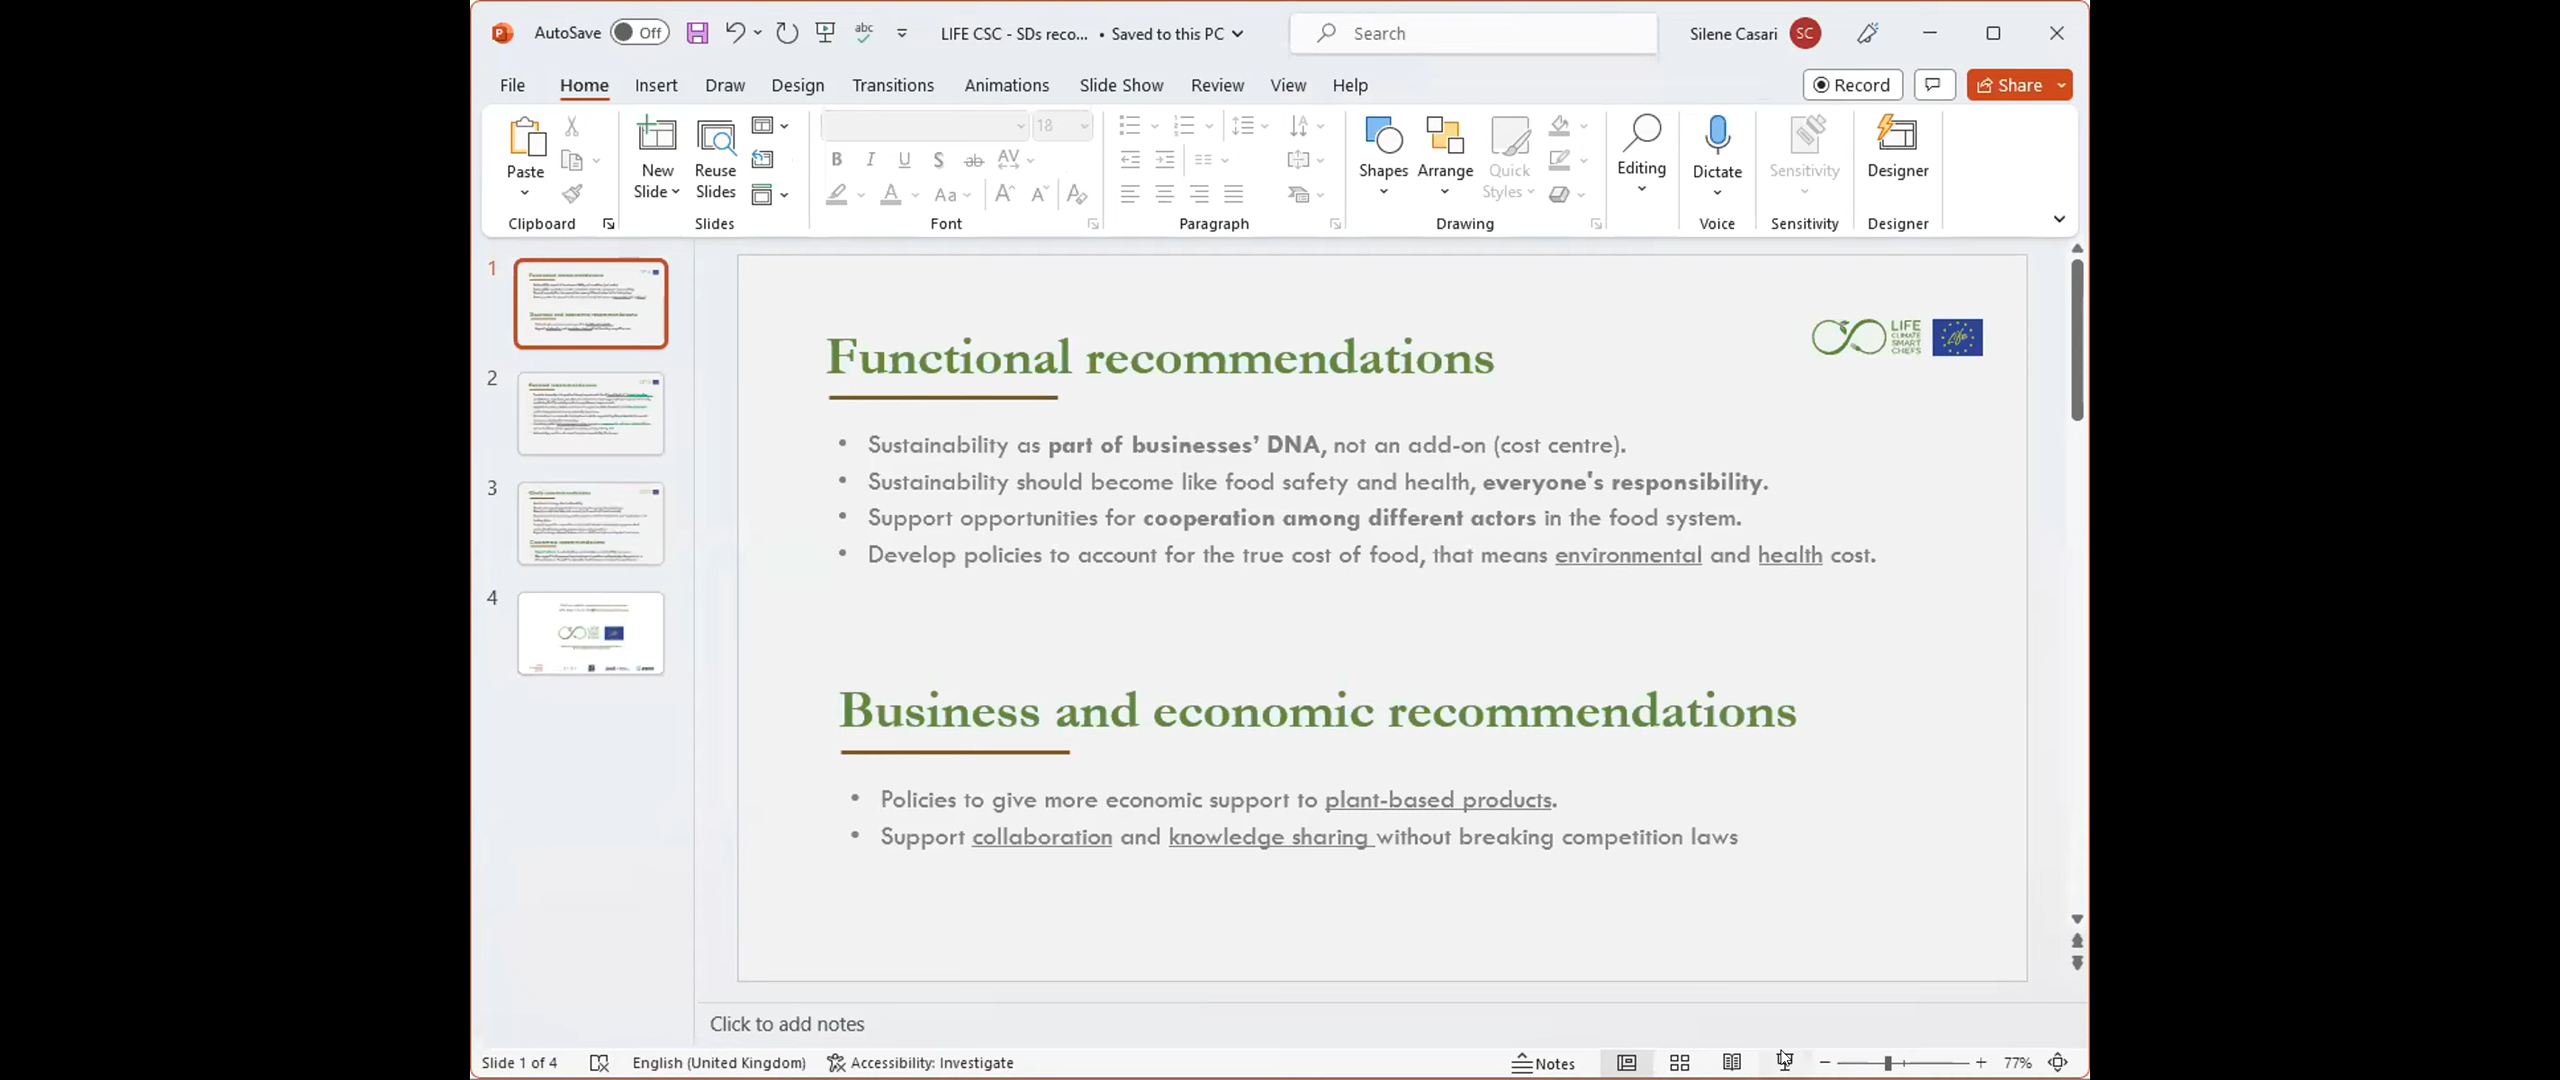 AutoSave Off LIFE CSC - SDs reco... • Saved to this PC Search Silene Casari SC
File Home Insert Draw Design Transitions Animations Slide Show Review View Help Record Share
Paste New Slide Reuse Slides 18 Shapes Arrange Quick Styles Editing Dictate Sensitivity Designer
Clipboard Slides Font Paragraph Drawing Voice Sensitivity Designer
1
2
3
4
Functional recommendations
LIFE
CLIMATE
SMART
CHEFS
• Sustainability as part of businesses’ DNA, not an add-on (cost centre).
• Sustainability should become like food safety and health, everyone's responsibility.
• Support opportunities for cooperation among different actors in the food system.
• Develop policies to account for the true cost of food, that means environmental and health cost.
Business and economic recommendations
• Policies to give more economic support to plant-based products.
• Support collaboration and knowledge sharing without breaking competition laws
Click to add notes
Slide 1 of 4 English (United Kingdom) Accessibility: Investigate Notes 77%